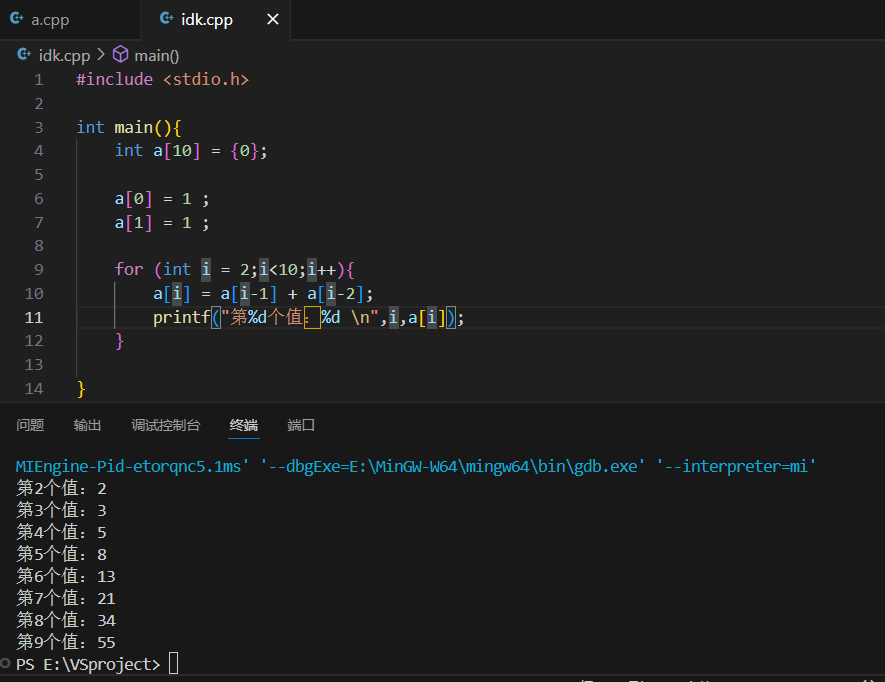 a.cpp idk.cpp
idk.cpp > main()
1 #include <stdio.h>
2
3 int main(){
4 int a[10] = {0};
5
6 a[0] = 1 ;
7 a[1] = 1 ;
8
9 for (int i = 2;i<10;i++){
10 a[i] = a[i-1] + a[i-2];
11 printf("第%d个值：%d \n",i,a[i]);
12 }
13
14 }
问题 输出 调试控制台 终端 端口
MIEngine-Pid-etorqnc5.1ms' '--dbgExe=E:\MinGW-W64\mingw64\bin\gdb.exe' '--interpreter=mi'
第2个值：2
第3个值：3
第4个值：5
第5个值：8
第6个值：13
第7个值：21
第8个值：34
第9个值：55
PS E:\VSproject>